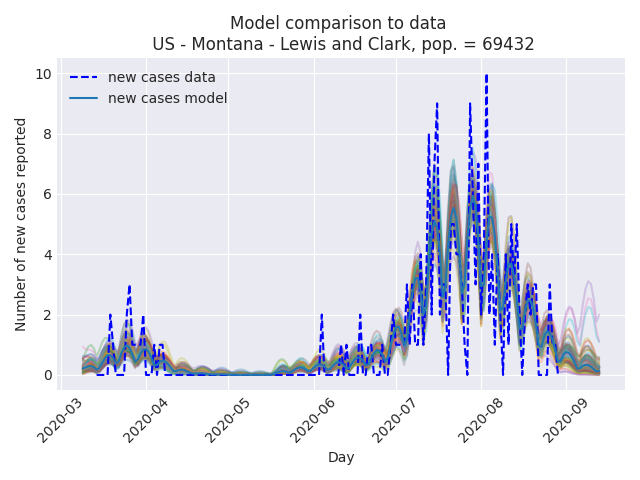 Model comparison to data
US - Montana - Lewis and Clark, pop. = 69432
new cases data
new cases model
Number of new cases reported
10
8
6
4
2
0
2020-03
2020-04
2020-05
2020-06
2020-07
2020-08
2020-09
Day